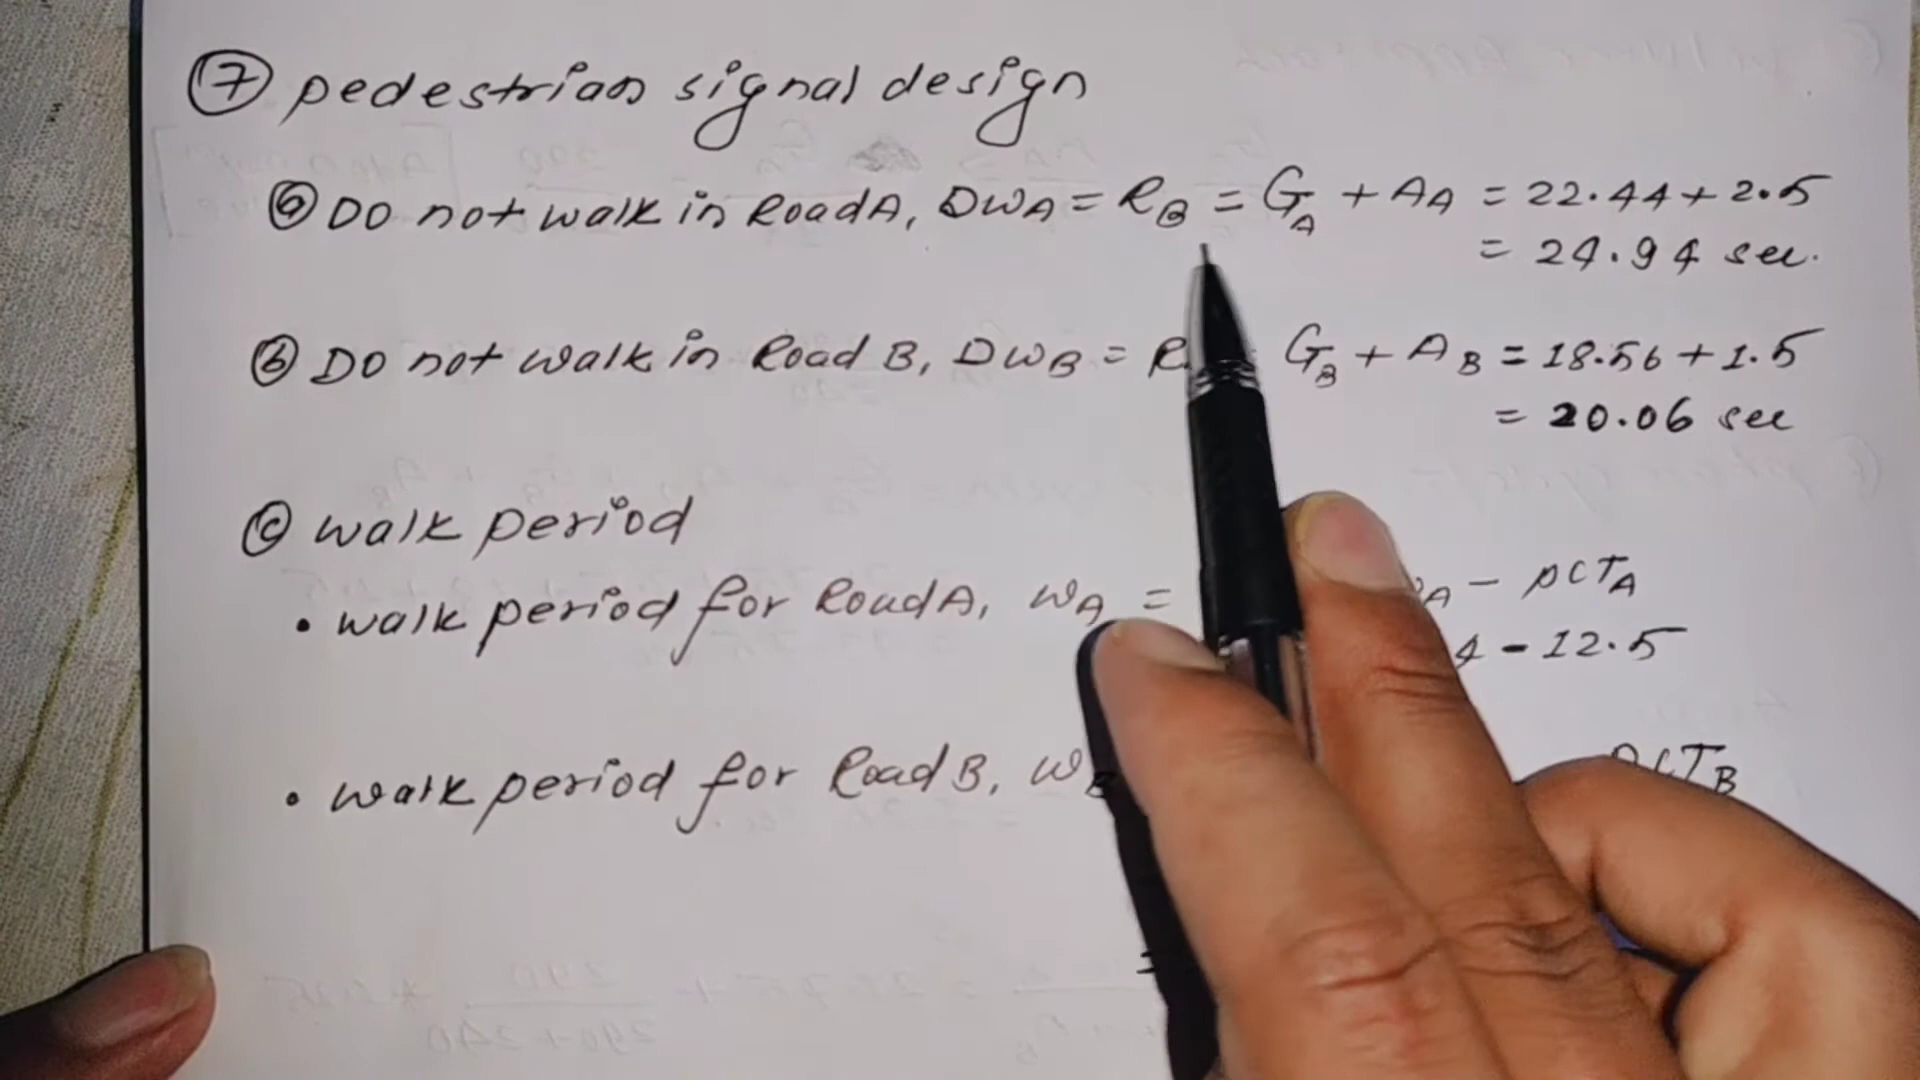 ⑦ pedestrian signal design
ⓐ Do not walk in Road A, DWA = RB = GA + AA = 22.44 + 2.5
= 24.94 sec.
ⓑ Do not walk in Road B, DWB = R GB + AB = 18.56 + 1.5
= 20.06 sec
ⓒ walk period
• walk period for Road A, WA = A - PCTA
4 - 12.5
• walk period for Road B, WB PCTB
=